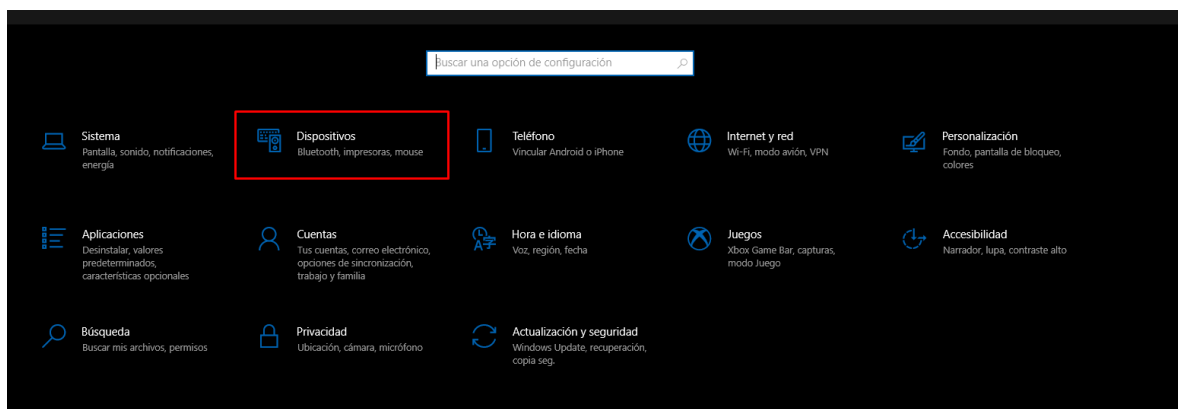 Buscar una opción de configuración
Sistema
Pantalla, sonido, notificaciones,
energía
Dispositivos
Bluetooth, impresoras, mouse
Teléfono
Vincular Android o iPhone
Internet y red
Wi-Fi, modo avión, VPN
Personalización
Fondo, pantalla de bloqueo,
colores
Aplicaciones
Desinstalar, valores
predeterminados,
características opcionales
Cuentas
Tus cuentas, correo electrónico,
opciones de sincronización,
trabajo y familia
Hora e idioma
Voz, región, fecha
Juegos
Xbox Game Bar, capturas,
modo Juego
Accesibilidad
Narrador, lupa, contraste alto
Búsqueda
Buscar mis archivos, permisos
Privacidad
Ubicación, cámara, micrófono
Actualización y seguridad
Windows Update, recuperación,
copia seg.